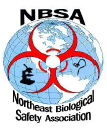 NBSA
Northeast Biological
Safety Association